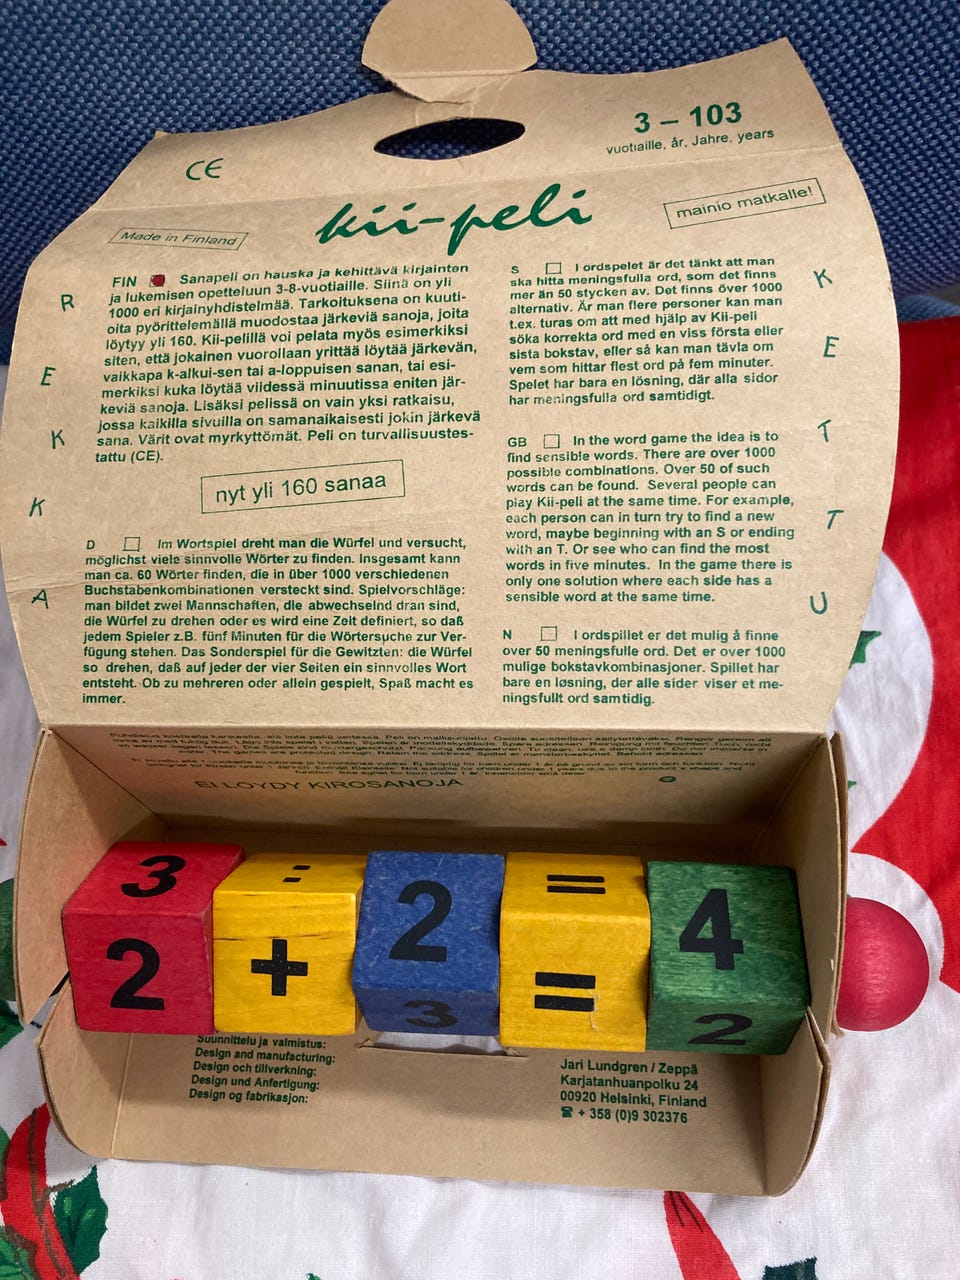 3 – 103
vuotiaille, år, Jahre, years
CE
kii-peli
mainio matkalle!
Made in Finland
FIN Sanapeli on hauska ja kehittävä kirjainten
ja lukemisen opetteluun 3-8-vuotiaille. Siinä on yli
1000 eri kirjainyhdistelmää. Tarkoituksena on kuuti-
oita pyörittelemällä muodostaa järkeviä sanoja, joita
löytyy yli 160. Kii-pelillä voi pelata myös esimerkiksi
siten, että jokainen vuorollaan yrittää löytää järkevän,
vaikkapa k-alkui-sen tai a-loppuisen sanan, tai esi-
merkiksi kuka löytää viidessä minuutissa eniten jär-
keviä sanoja. Lisäksi pelissä on vain yksi ratkaisu,
jossa kaikilla sivuilla on samanaikaisesti jokin järkevä
sana. Värit ovat myrkyttömät. Peli on turvallisuustes-
tattu (CE).
R
E
K
K
A
nyt yli 160 sanaa
D Im Wortspiel dreht man die Würfel und versucht,
möglichst viele sinnvolle Wörter zu finden. Insgesamt kann
man ca. 60 Wörter finden, die in über 1000 verschiedenen
Buchstabenkombinationen versteckt sind. Spielvorschläge:
man bildet zwei Mannschaften, die abwechselnd dran sind,
die Würfel zu drehen oder es wird eine Zeit definiert, so daß
jedem Spieler z.B. fünf Minuten für die Wörtersuche zur Ver-
fügung stehen. Das Sonderspiel für die Gewitzten: die Würfel
so drehen, daß auf jeder der vier Seiten ein sinnvolles Wort
entsteht. Ob zu mehreren oder allein gespielt, Spaß macht es
immer.
S I ordspelet är det tänkt att man
ska hitta meningsfulla ord, som det finns
mer än 50 stycken av. Det finns över 1000
alternativ. Är man flere personer kan man
t.ex. turas om att med hjälp av Kii-peli
söka korrekta ord med en viss första eller
sista bokstav, eller så kan man tävla om
vem som hittar flest ord på fem minuter.
Spelet har bara en lösning, där alla sidor
har meningsfulla ord samtidigt.
GB In the word game the idea is to
find sensible words. There are over 1000
possible combinations. Over 50 of such
words can be found. Several people can
play Kii-peli at the same time. For example,
each person can in turn try to find a new
word, maybe beginning with an S or ending
with an T. Or see who can find the most
words in five minutes. In the game there is
only one solution where each side has a
sensible word at the same time.
N I ordspillet er det mulig å finne
over 50 meningsfulle ord. Det er over 1000
mulige bokstavkombinasjoner. Spillet har
bare en løsning, der alle sider viser et me-
ningsfullt ord samtidig.
K
E
T
T
U
EI LÖYDY KIROSANOJA
3 2 = 4
2 + 3 = 2
Suunnittelu ja valmistus:
Design and manufacturing:
Design och tillverkning:
Design und Anfertigung:
Design og fabrikasjon:
Jari Lundgren / Zeppä
Karjatanhuanpolku 24
00920 Helsinki, Finland
☎ + 358 (0)9 302376